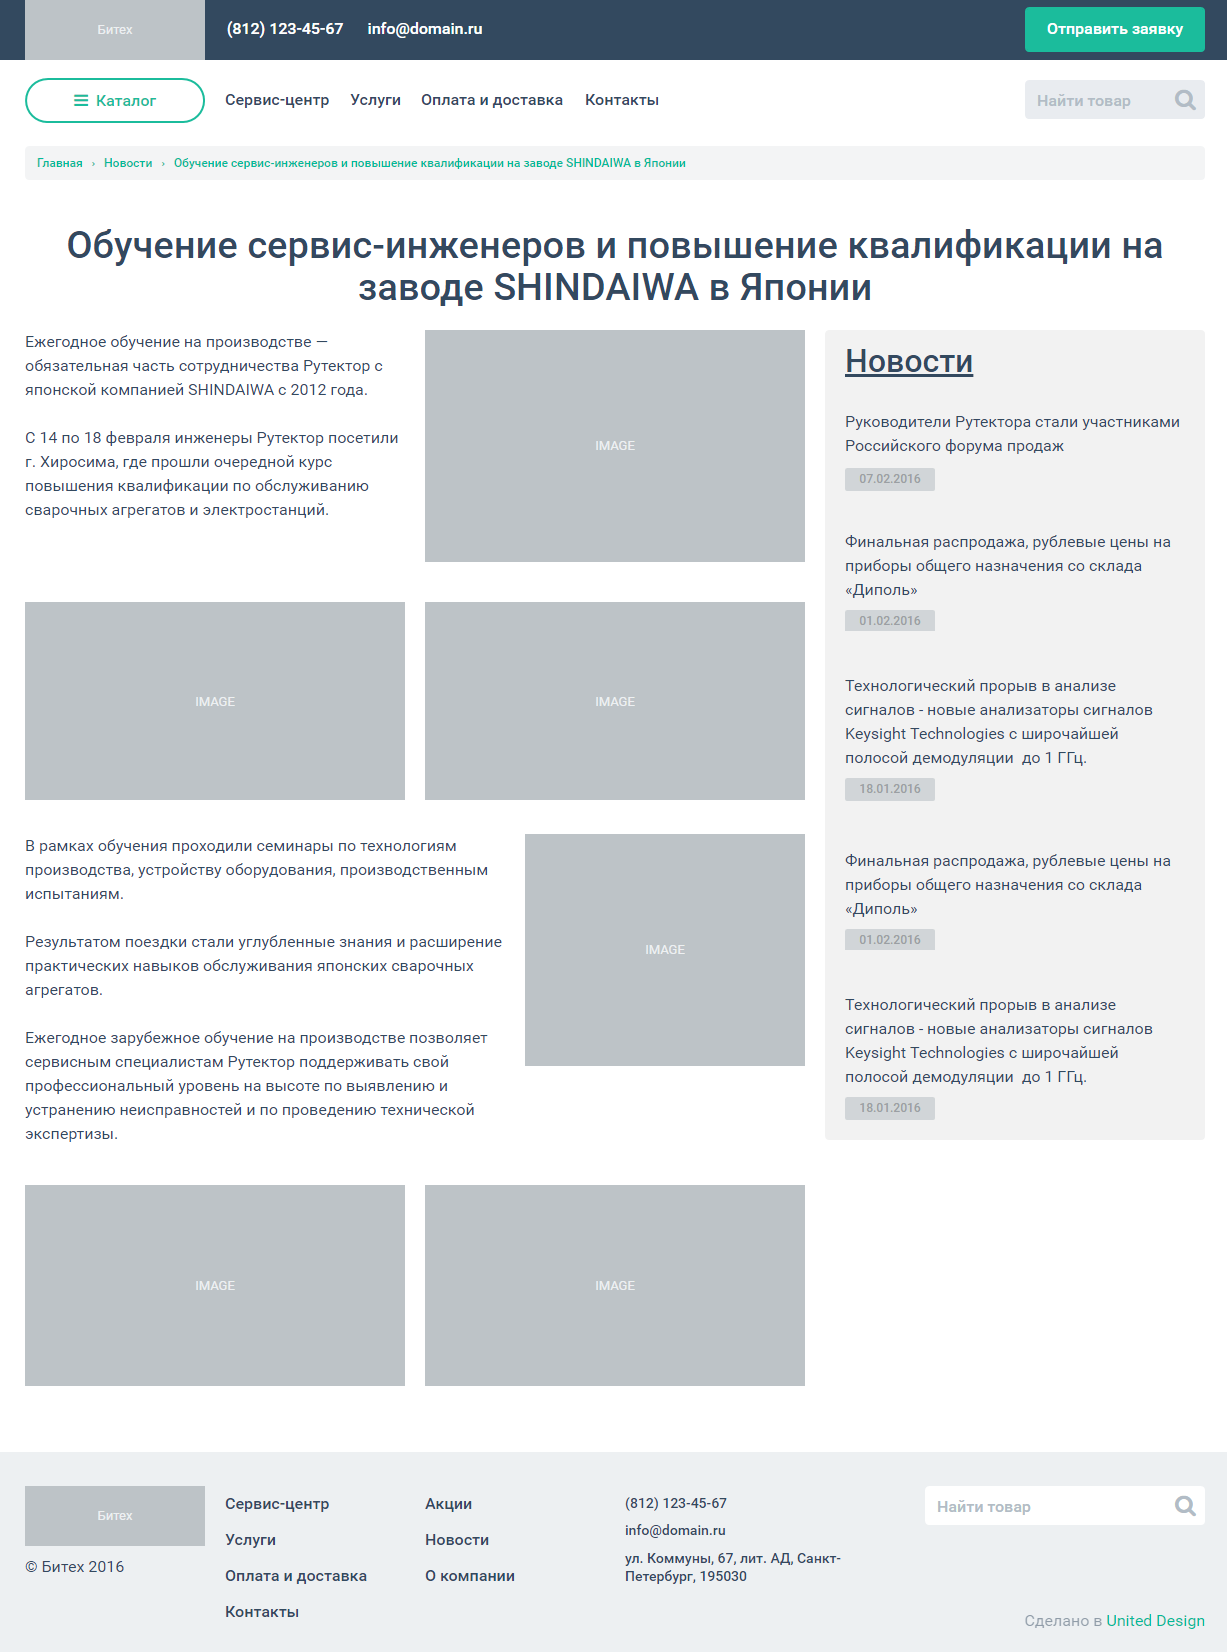 Битех
(812) 123-45-67
info@domain.ru
Отправить заявку
Каталог
Сервис-центр
Услуги
Оплата и доставка
Контакты
Найти товар
Главная › Новости › Обучение сервис-инженеров и повышение квалификации на заводе SHINDAIWA в Японии
Обучение сервис-инженеров и повышение квалификации на
заводе SHINDAIWA в Японии
Ежегодное обучение на производстве —
обязательная часть сотрудничества Рутектор с
японской компанией SHINDAIWA с 2012 года.
С 14 по 18 февраля инженеры Рутектор посетили
г. Хиросима, где прошли очередной курс
повышения квалификации по обслуживанию
сварочных агрегатов и электростанций.
IMAGE
IMAGE
IMAGE
В рамках обучения проходили семинары по технологиям
производства, устройству оборудования, производственным
испытаниям.
Результатом поездки стали углубленные знания и расширение
практических навыков обслуживания японских сварочных
агрегатов.
Ежегодное зарубежное обучение на производстве позволяет
сервисным специалистам Рутектор поддерживать свой
профессиональный уровень на высоте по выявлению и
устранению неисправностей и по проведению технической
экспертизы.
IMAGE
IMAGE
IMAGE
Новости
Руководители Рутектора стали участниками
Российского форума продаж
07.02.2016
Финальная распродажа, рублевые цены на
приборы общего назначения со склада
«Диполь»
01.02.2016
Технологический прорыв в анализе
сигналов - новые анализаторы сигналов
Keysight Technologies с широчайшей
полосой демодуляции  до 1 ГГц.
18.01.2016
Финальная распродажа, рублевые цены на
приборы общего назначения со склада
«Диполь»
01.02.2016
Технологический прорыв в анализе
сигналов - новые анализаторы сигналов
Keysight Technologies с широчайшей
полосой демодуляции  до 1 ГГц.
18.01.2016
Битех
© Битех 2016
Сервис-центр
Услуги
Оплата и доставка
Контакты
Акции
Новости
О компании
(812) 123-45-67
info@domain.ru
ул. Коммуны, 67, лит. АД, Санкт-
Петербург, 195030
Найти товар
Сделано в United Design